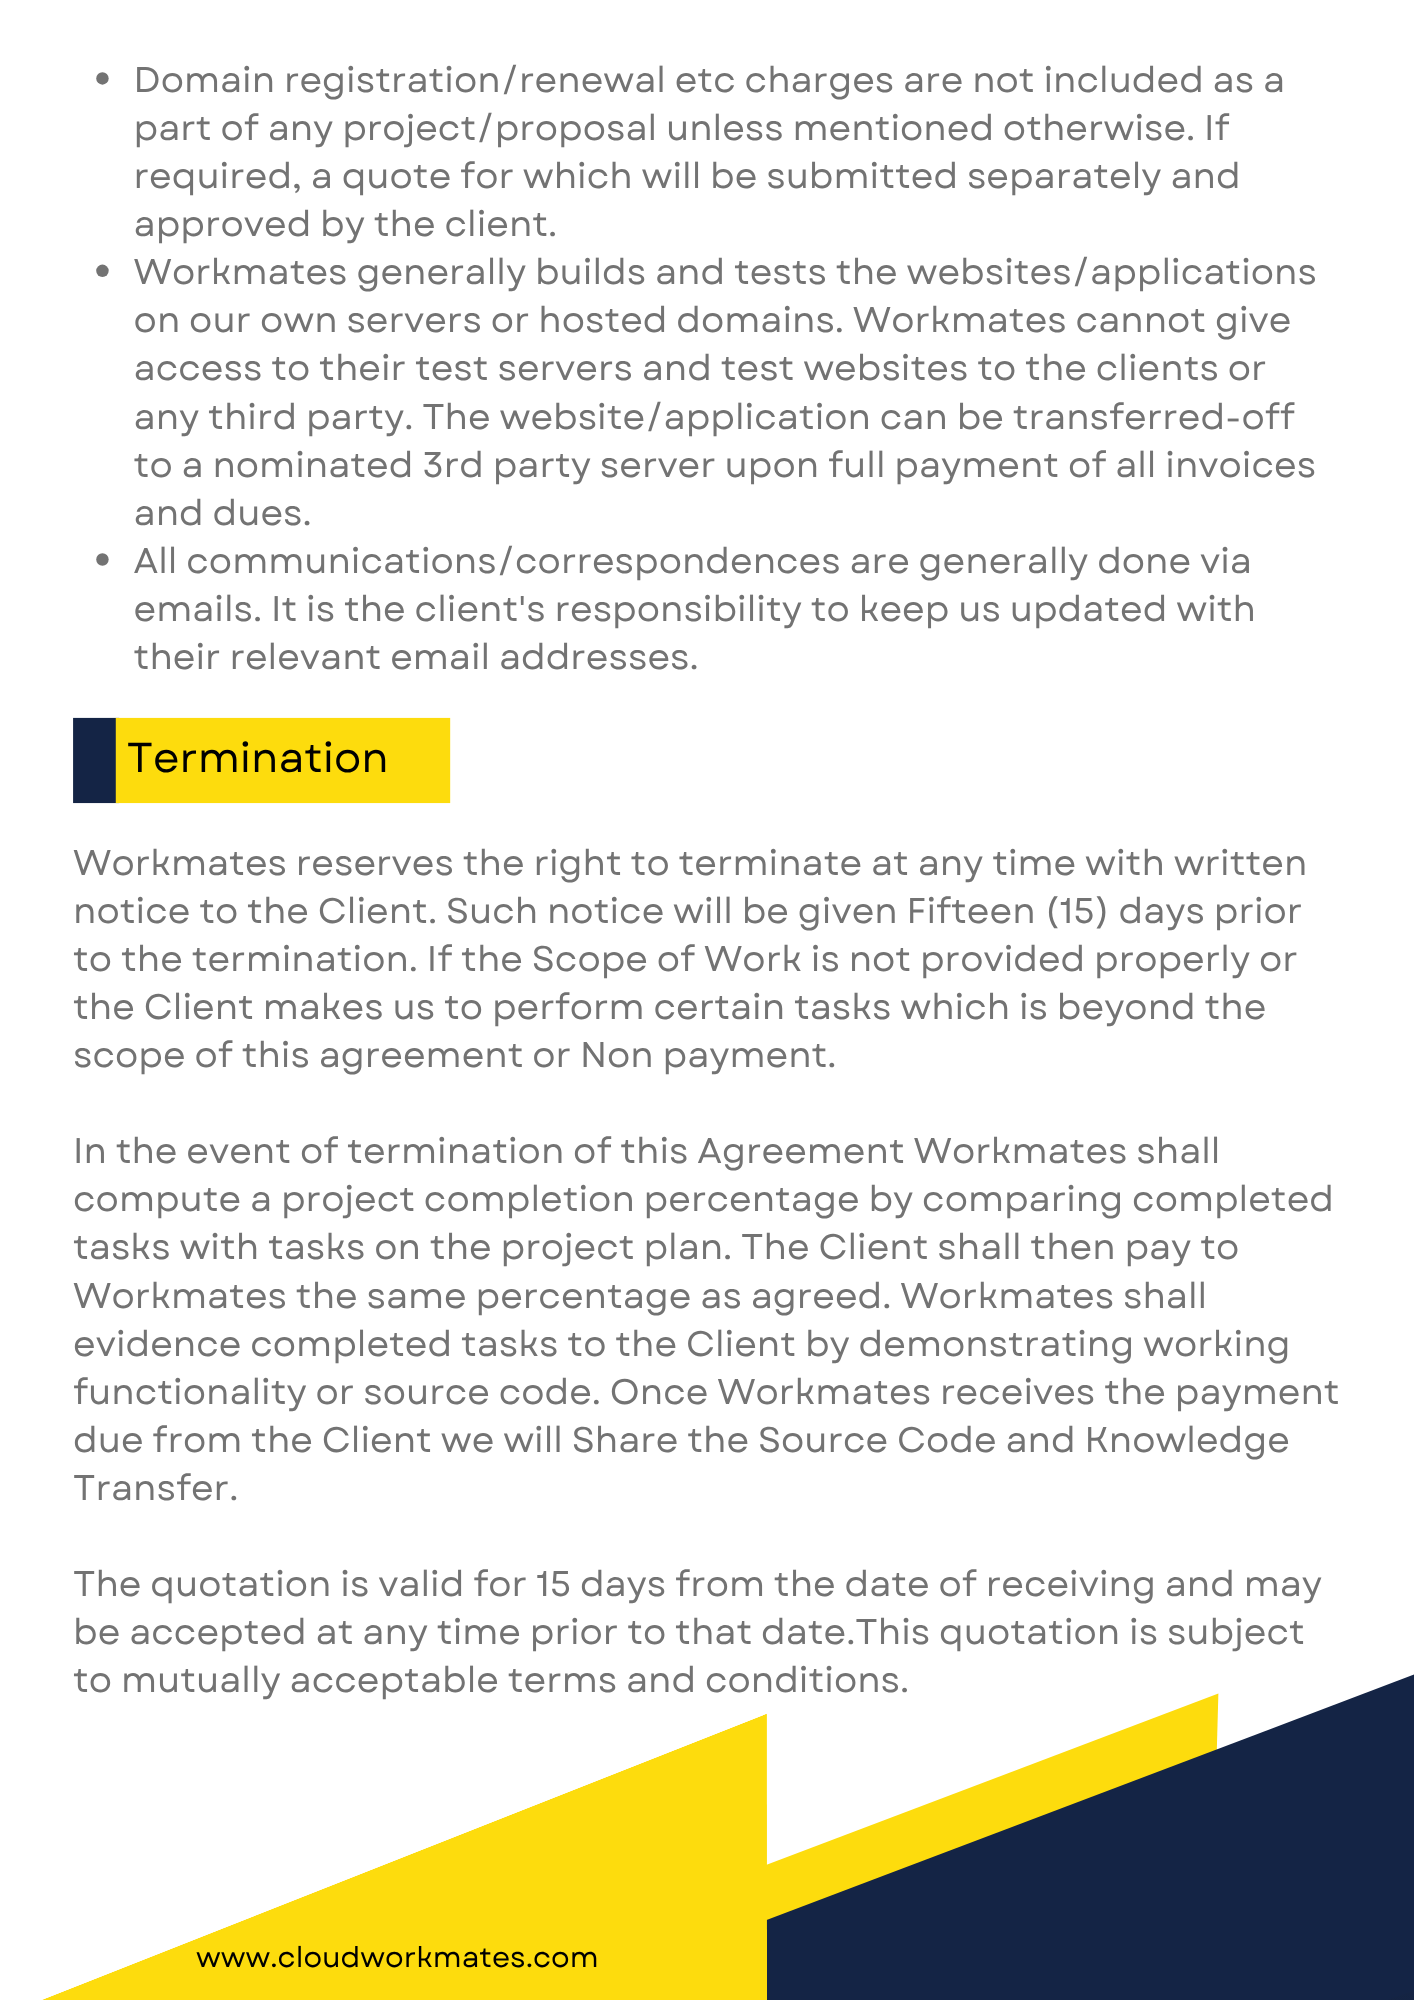 • Domain registration/renewal etc charges are not included as a
part of any project/proposal unless mentioned otherwise. If
required, a quote for which will be submitted separately and
approved by the client.
• Workmates generally builds and tests the websites/applications
on our own servers or hosted domains. Workmates cannot give
access to their test servers and test websites to the clients or
any third party. The website/application can be transferred-off
to a nominated 3rd party server upon full payment of all invoices
and dues.
• All communications/correspondences are generally done via
emails. It is the client's responsibility to keep us updated with
their relevant email addresses.
Termination
Workmates reserves the right to terminate at any time with written
notice to the Client. Such notice will be given Fifteen (15) days prior
to the termination. If the Scope of Work is not provided properly or
the Client makes us to perform certain tasks which is beyond the
scope of this agreement or Non payment.
In the event of termination of this Agreement Workmates shall
compute a project completion percentage by comparing completed
tasks with tasks on the project plan. The Client shall then pay to
Workmates the same percentage as agreed. Workmates shall
evidence completed tasks to the Client by demonstrating working
functionality or source code. Once Workmates receives the payment
due from the Client we will Share the Source Code and Knowledge
Transfer.
The quotation is valid for 15 days from the date of receiving and may
be accepted at any time prior to that date.This quotation is subject
to mutually acceptable terms and conditions.
www.cloudworkmates.com